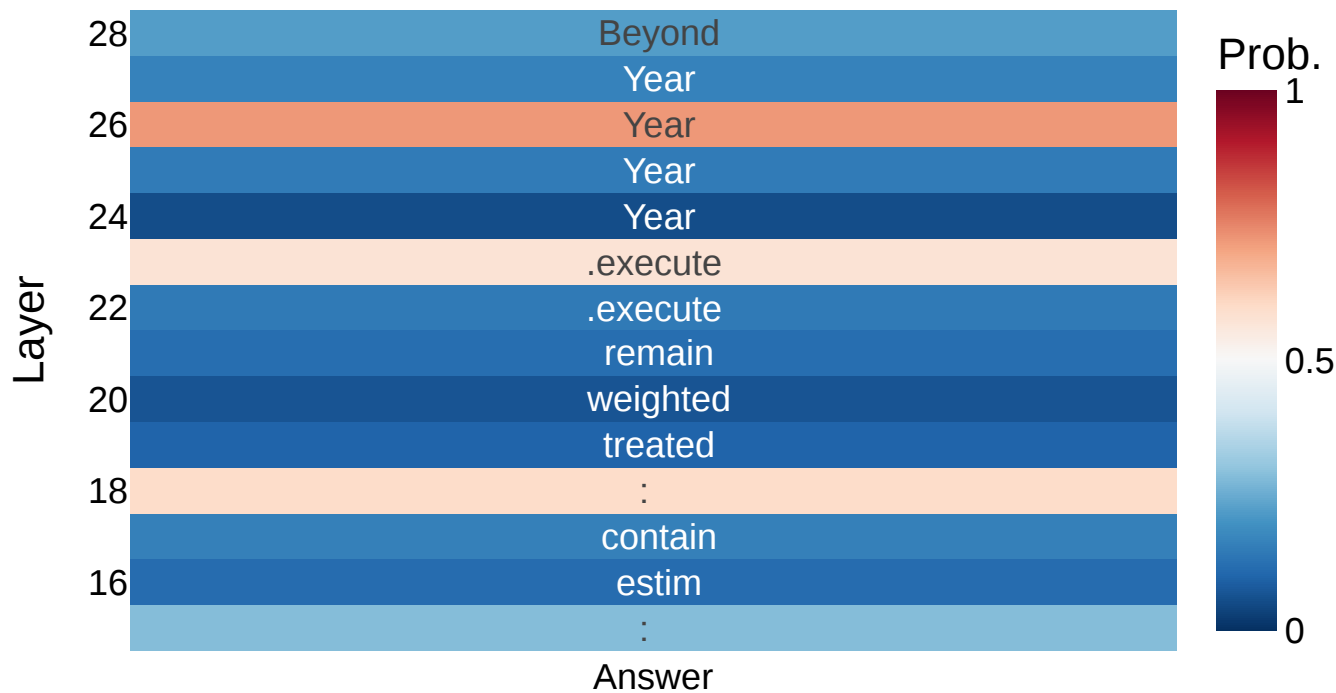 28 Beyond
Year
26 Year
Year
24 Year
.execute
22 .execute
remain
20 weighted
treated
18 :
contain
16 estim
:
Layer
Answer
Prob.
1
0.5
0